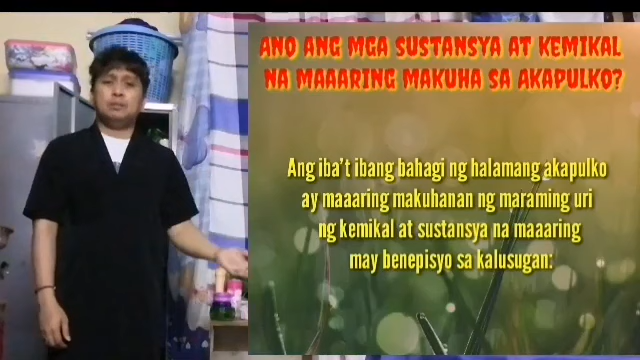 ANO ANG MGA SUSTANSYA AT KEMIKAL
NA MAAARING MAKUHA SA AKAPULKO?
Ang iba't ibang bahagi ng halamang akapulko
ay maaaring makuhanan ng maraming uri
ng kemikal at sustansya na maaaring
may benepisyo sa kalusugan: